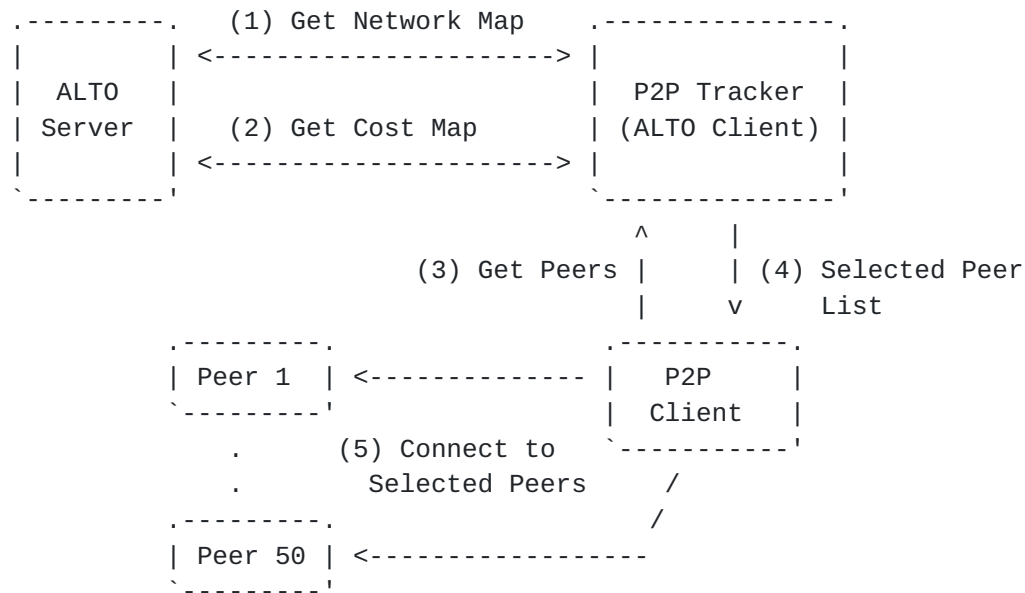 (1) Get Network Map
ALTO Server
P2P Tracker (ALTO Client)
(2) Get Cost Map
(3) Get Peers
(4) Selected Peer List
Peer 1
P2P Client
(5) Connect to Selected Peers
Peer 50